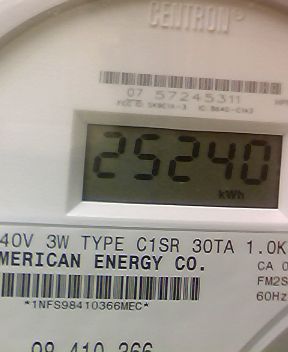 CENTRON®
07 57245311
25240
kWh
40V 3W TYPE C1SR 30TA 1.0K
MERICAN ENERGY CO.
CA 0
FM2S
60Hz
*1NFS98410366MEC*
98 410 366